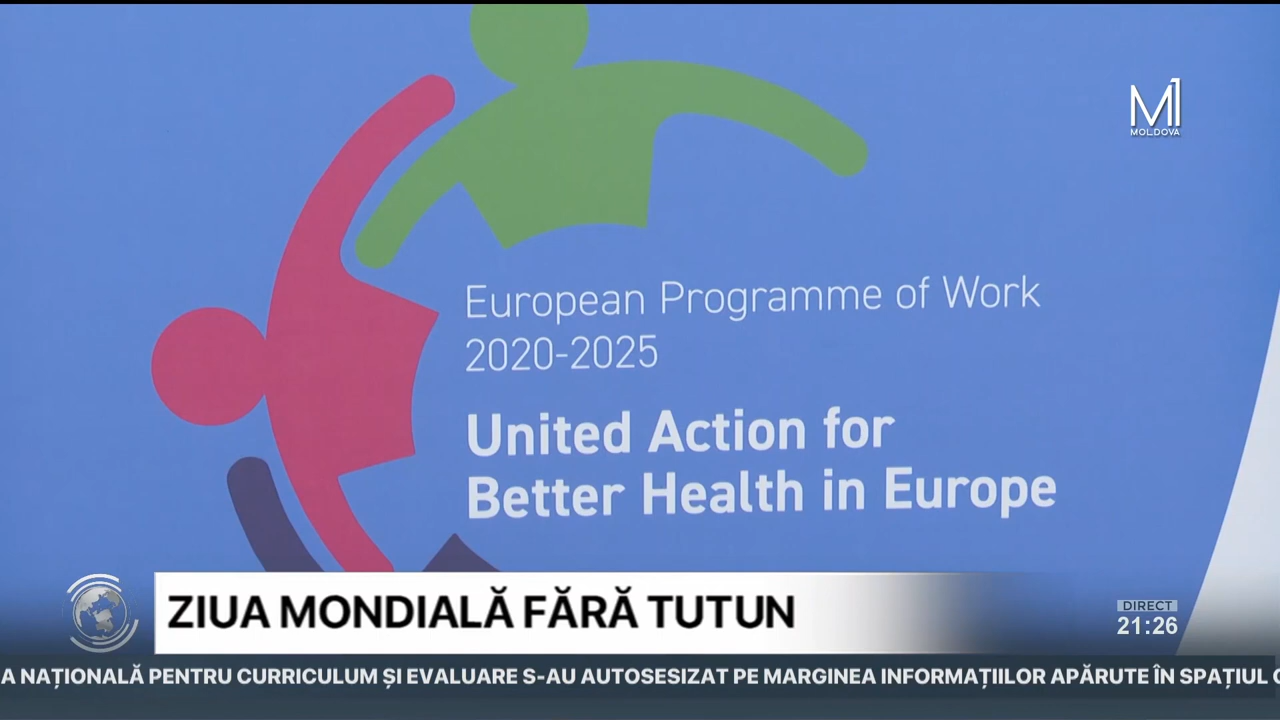 M1
MOLDOVA
European Programme of Work
2020-2025
United Action for
Better Health in Europe
ZIUA MONDIALĂ FĂRĂ TUTUN
DIRECT
21:26
A NAȚIONALĂ PENTRU CURRICULUM ȘI EVALUARE S-AU AUTOSESIZAT PE MARGINEA INFORMAȚIILOR APĂRUTE ÎN SPAȚIUL